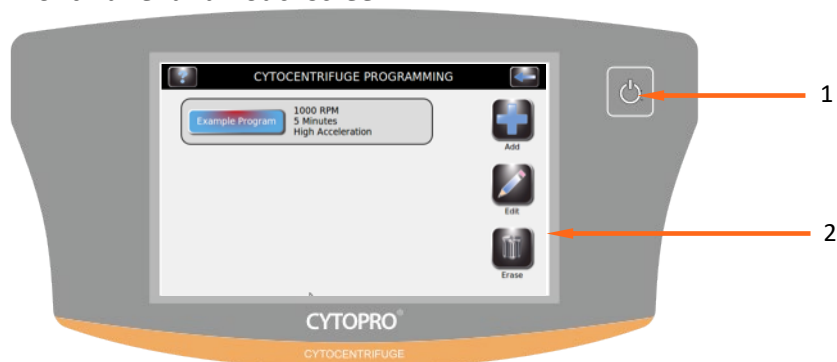 CYTOCENTRIFUGE PROGRAMMING
Example Program
1000 RPM
5 Minutes
High Acceleration
Add
Edit
Erase
1
2
CYTOPRO®
CYTOCENTRIFUGE